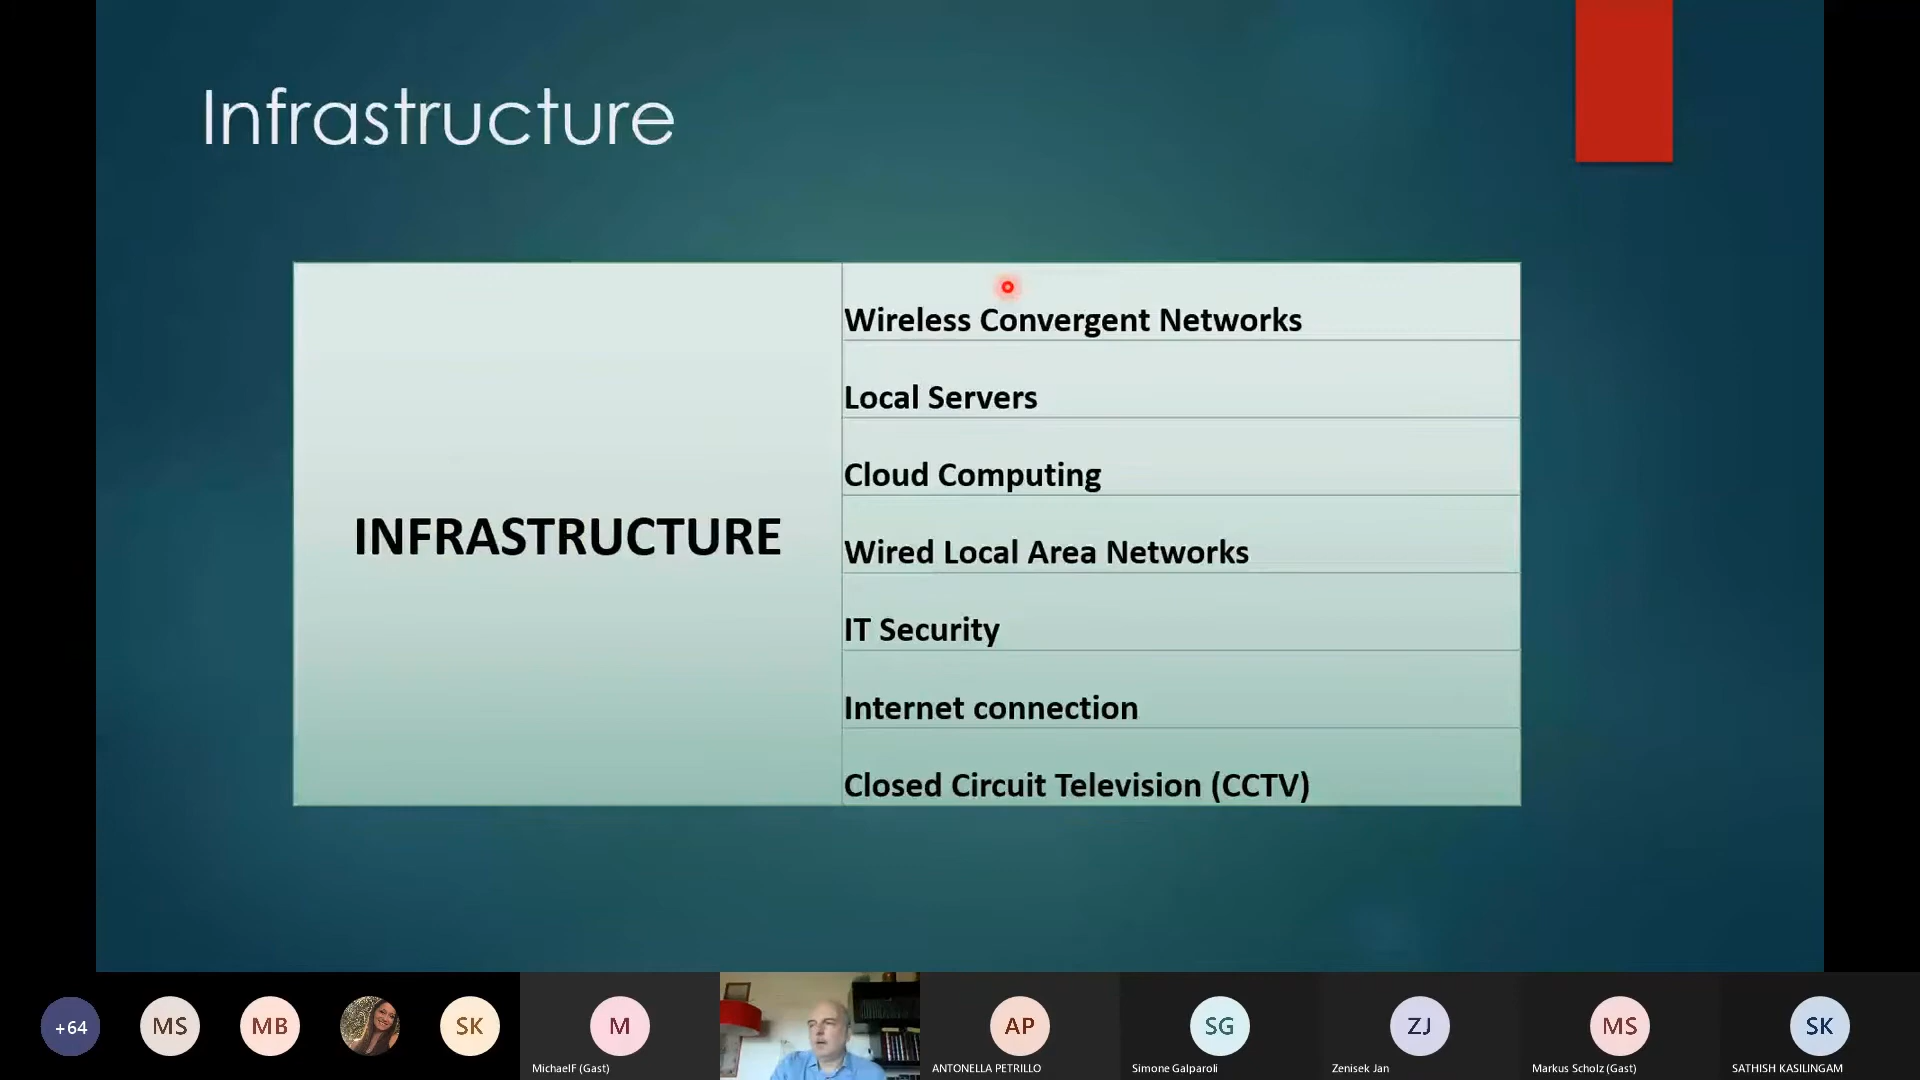 Infrastructure
INFRASTRUCTURE
Wireless Convergent Networks
Local Servers
Cloud Computing
Wired Local Area Networks
IT Security
Internet connection
Closed Circuit Television (CCTV)
+64
MS
MB
SK
M
AP
SG
ZJ
MS
SK
MichaelF (Gast)
ANTONELLA PETRILLO
Simone Galparoli
Zenisek Jan
Markus Scholz (Gast)
SATHISH KASILINGAM